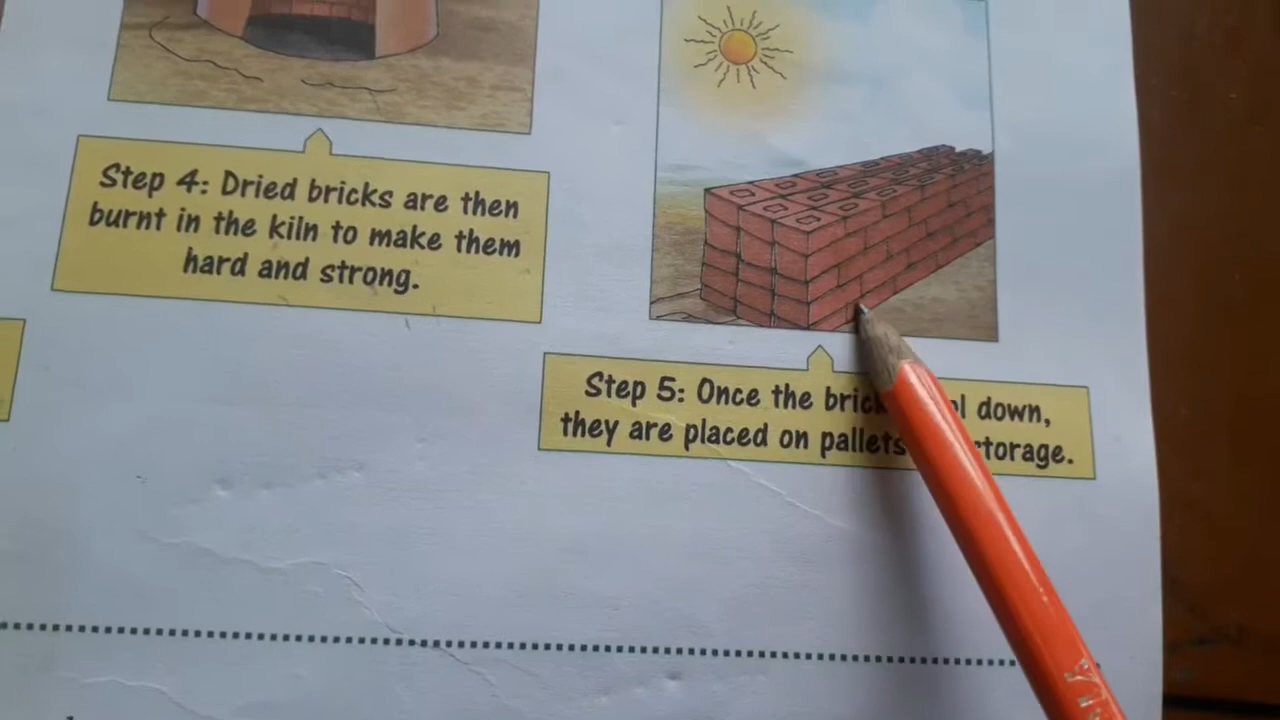 Step 4: Dried bricks are then
burnt in the kiln to make them
hard and strong.
Step 5: Once the down,
they are placed on pallets